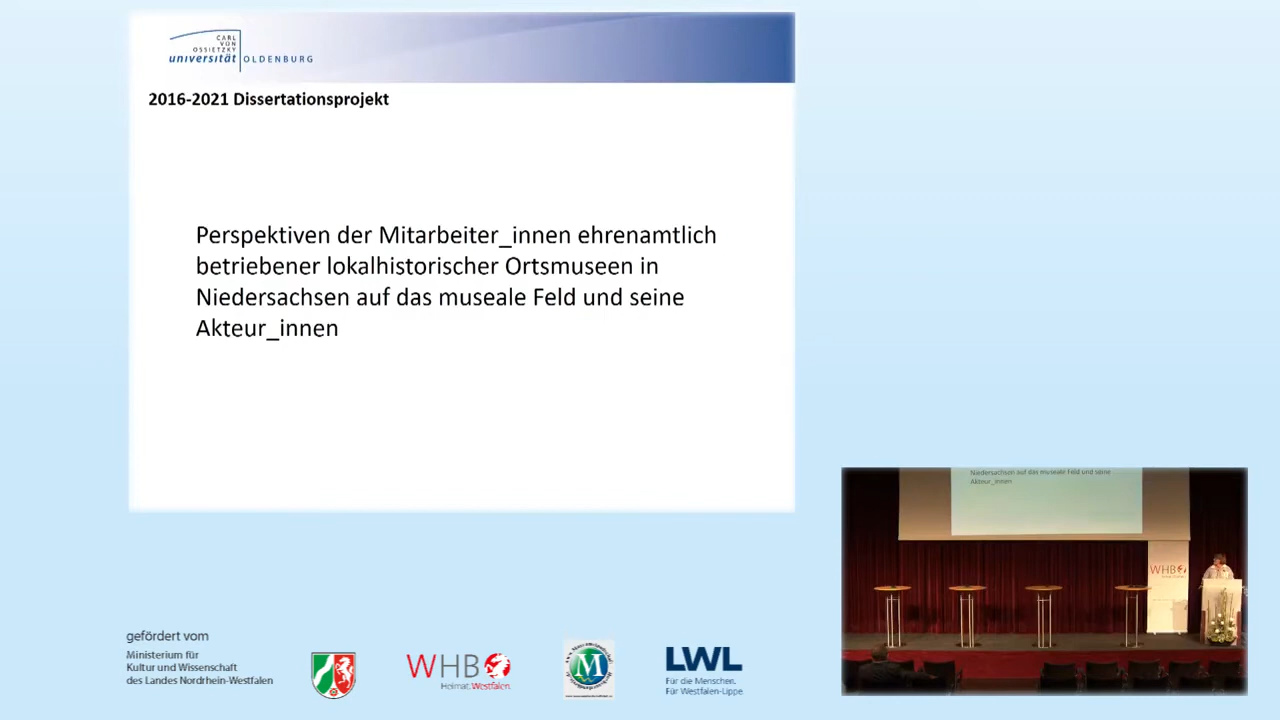 CARL
VON
OSSIETZKY
universität OLDENBURG
2016-2021 Dissertationsprojekt
Perspektiven der Mitarbeiter_innen ehrenamtlich
betriebener lokalhistorischer Ortsmuseen in
Niedersachsen auf das museale Feld und seine
Akteur_innen
Niedersachsen auf das museale Feld und seine
Akteur_innen
WHB
gefördert vom
Ministerium für
Kultur und Wissenschaft
des Landes Nordrhein-Westfalen
WHB
Heimat.Westfalen.
M
LWL
Für die Menschen.
Für Westfalen-Lippe.